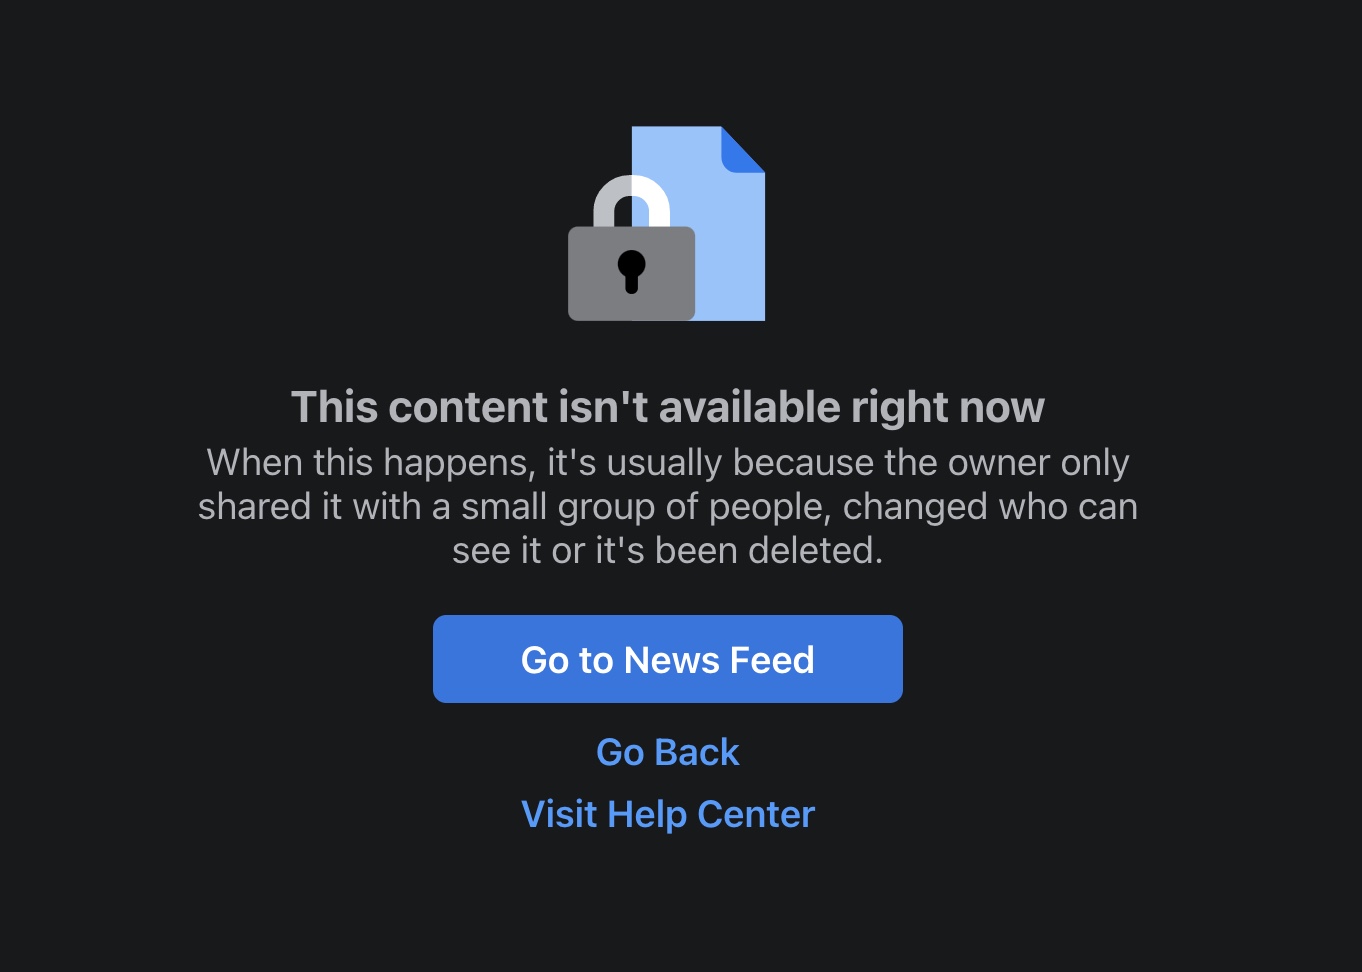 This content isn't available right now
When this happens, it's usually because the owner only
shared it with a small group of people, changed who can
see it or it's been deleted.
Go to News Feed
Go Back
Visit Help Center